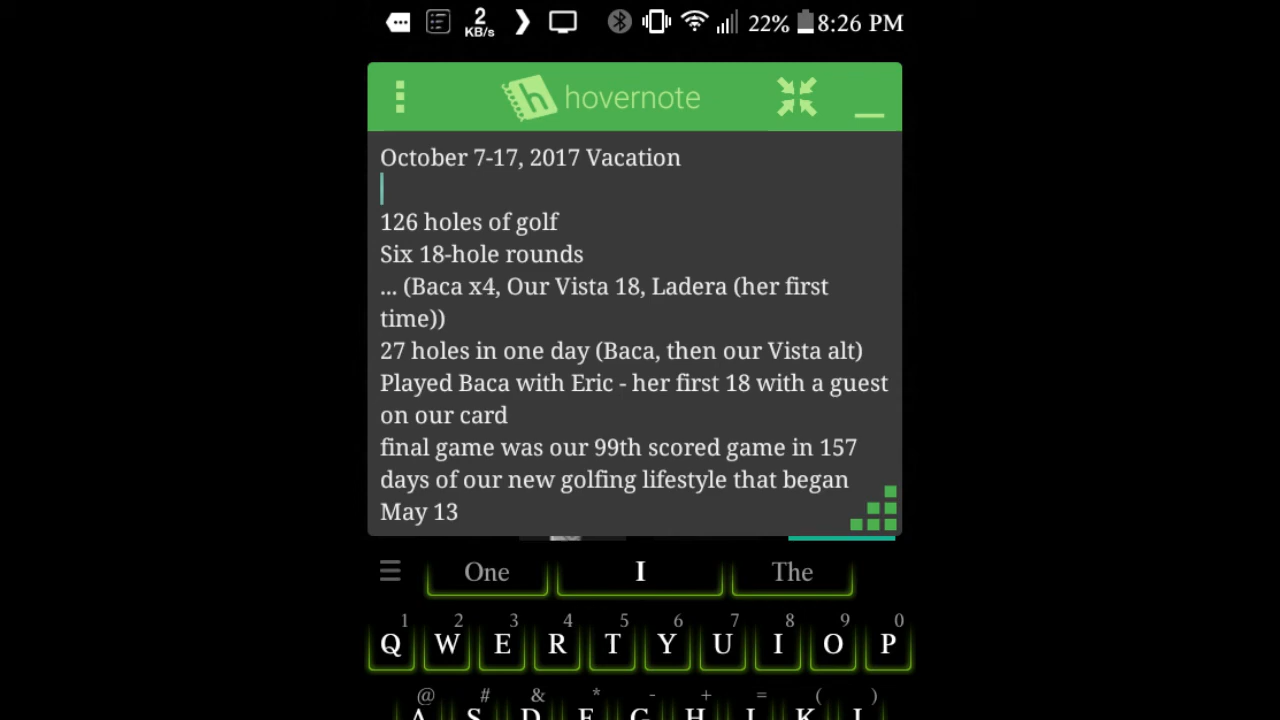 2
KB/s
22% 8:26 PM
hovernote
October 7-17, 2017 Vacation
126 holes of golf
Six 18-hole rounds
... (Baca x4, Our Vista 18, Ladera (her first
time))
27 holes in one day (Baca, then our Vista alt)
Played Baca with Eric - her first 18 with a guest
on our card
final game was our 99th scored game in 157
days of our new golfing lifestyle that began
May 13
One I The
1 2 3 4 5 6 7 8 9 0
Q W E R T Y U I O P
@ # & * - + = ( )
A S D F G H J K L